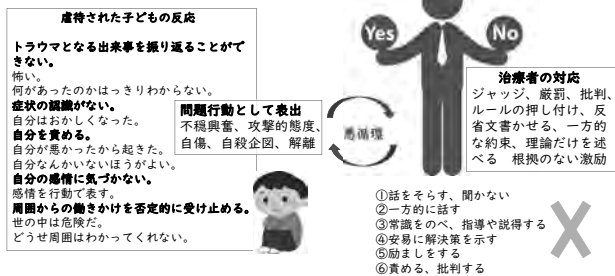 虐待された子どもの反応
トラウマとなる出来事を振り返ることがで
きない。
怖い。
何があったのかはっきりわからない。
症状の認識がない。
自分はおかしくなった。
自分を責める。
自分が悪かったから起きた。
自分なんかいないほうがよい。
自分の感情に気づかない。
感情を行動で表す。
周囲からの働きかけを否定的に受け止める。
世の中は危険だ。
どうせ周囲はわかってくれない。
問題行動として表出
不穏興奮、攻撃的態度、
自傷、自殺企図、解離
悪循環
Yes
No
治療者の対応
ジャッジ、厳罰、批判、
ルールの押し付け、反
省文書かせる、一方的
な約束、理論だけを述
べる 根拠のない激励
①話をそらす、聞かない
②一方的に話す
③常識をのべ、指導や説得する
④安易に解決策を示す
⑤励ましをする
⑥責める、批判する